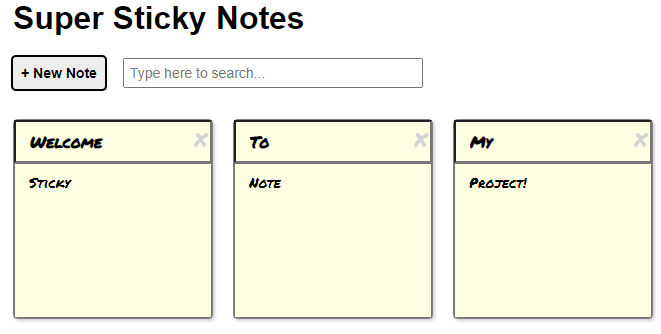 Super Sticky Notes
+ New Note
Type here to search...
Welcome
To
My
Sticky
Note
Project!